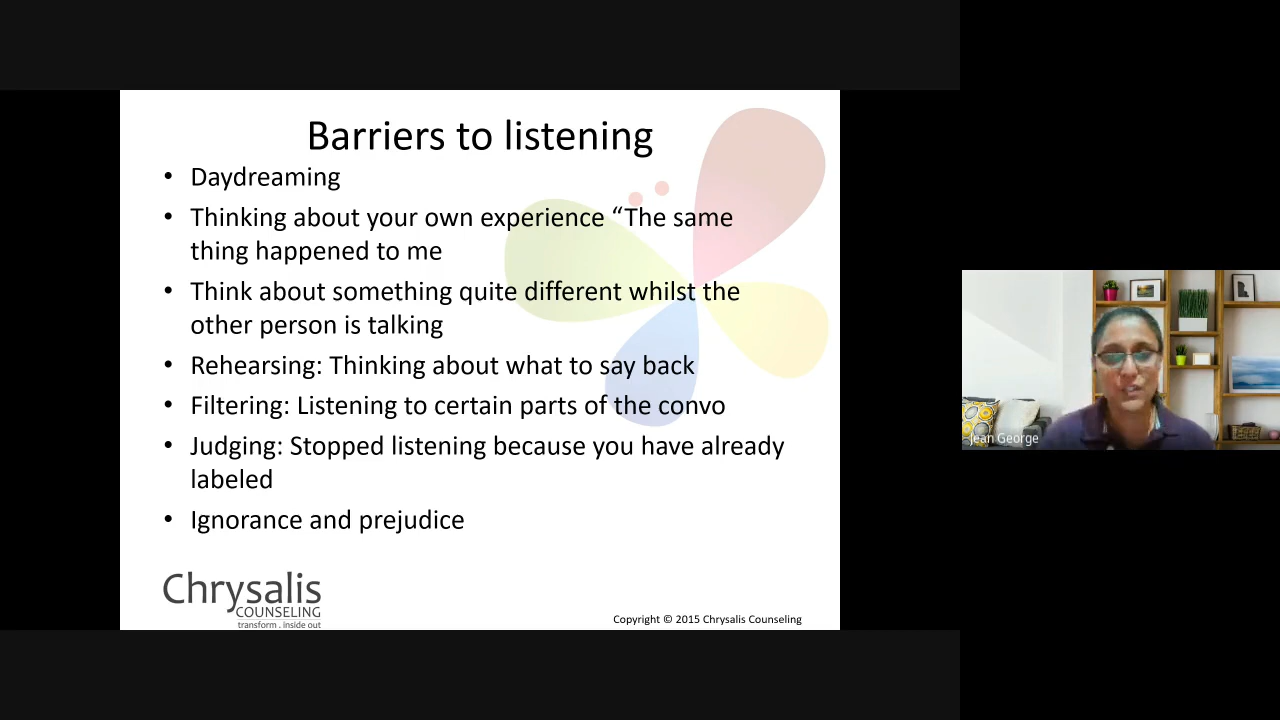 Barriers to listening
• Daydreaming
• Thinking about your own experience “The same
thing happened to me
• Think about something quite different whilst the
other person is talking
• Rehearsing: Thinking about what to say back
• Filtering: Listening to certain parts of the convo
• Judging: Stopped listening because you have already
labeled
• Ignorance and prejudice
Chrysalis
COUNSELING
transform . inside out
Copyright © 2015 Chrysalis Counseling
Jean George